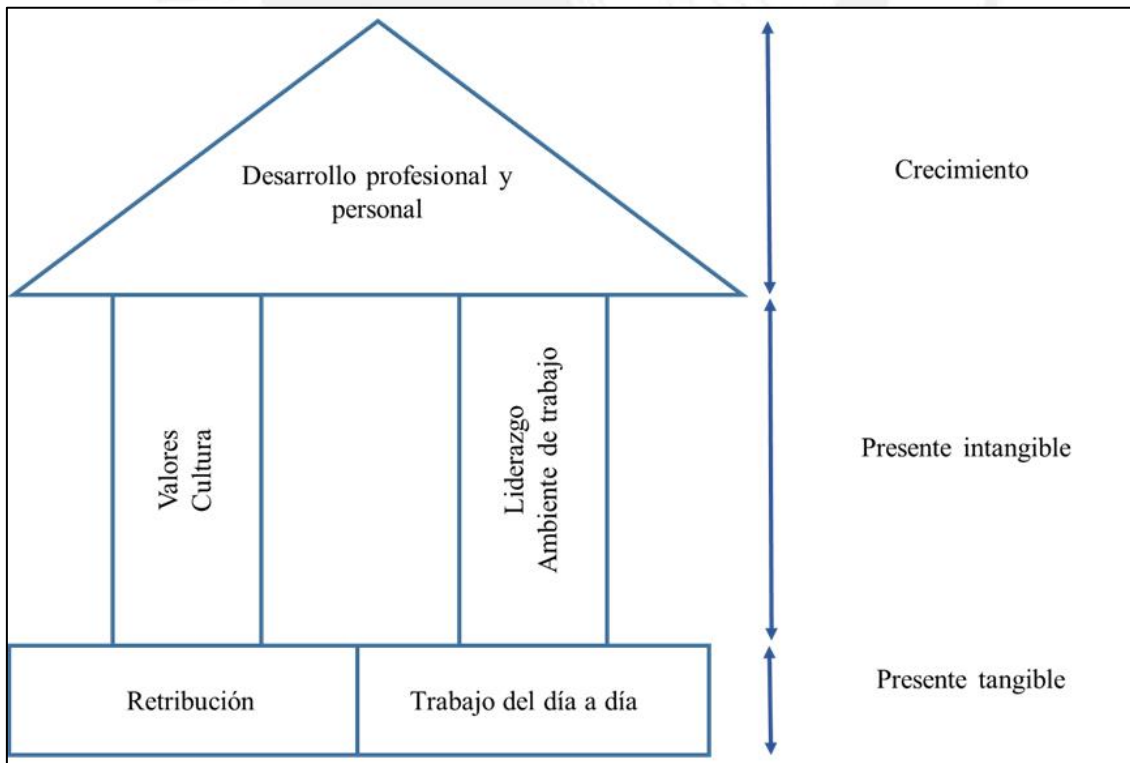 Desarrollo profesional y
personal
Crecimiento
Valores
Cultura
Liderazgo
Ambiente de trabajo
Presente intangible
Retribución
Trabajo del día a día
Presente tangible